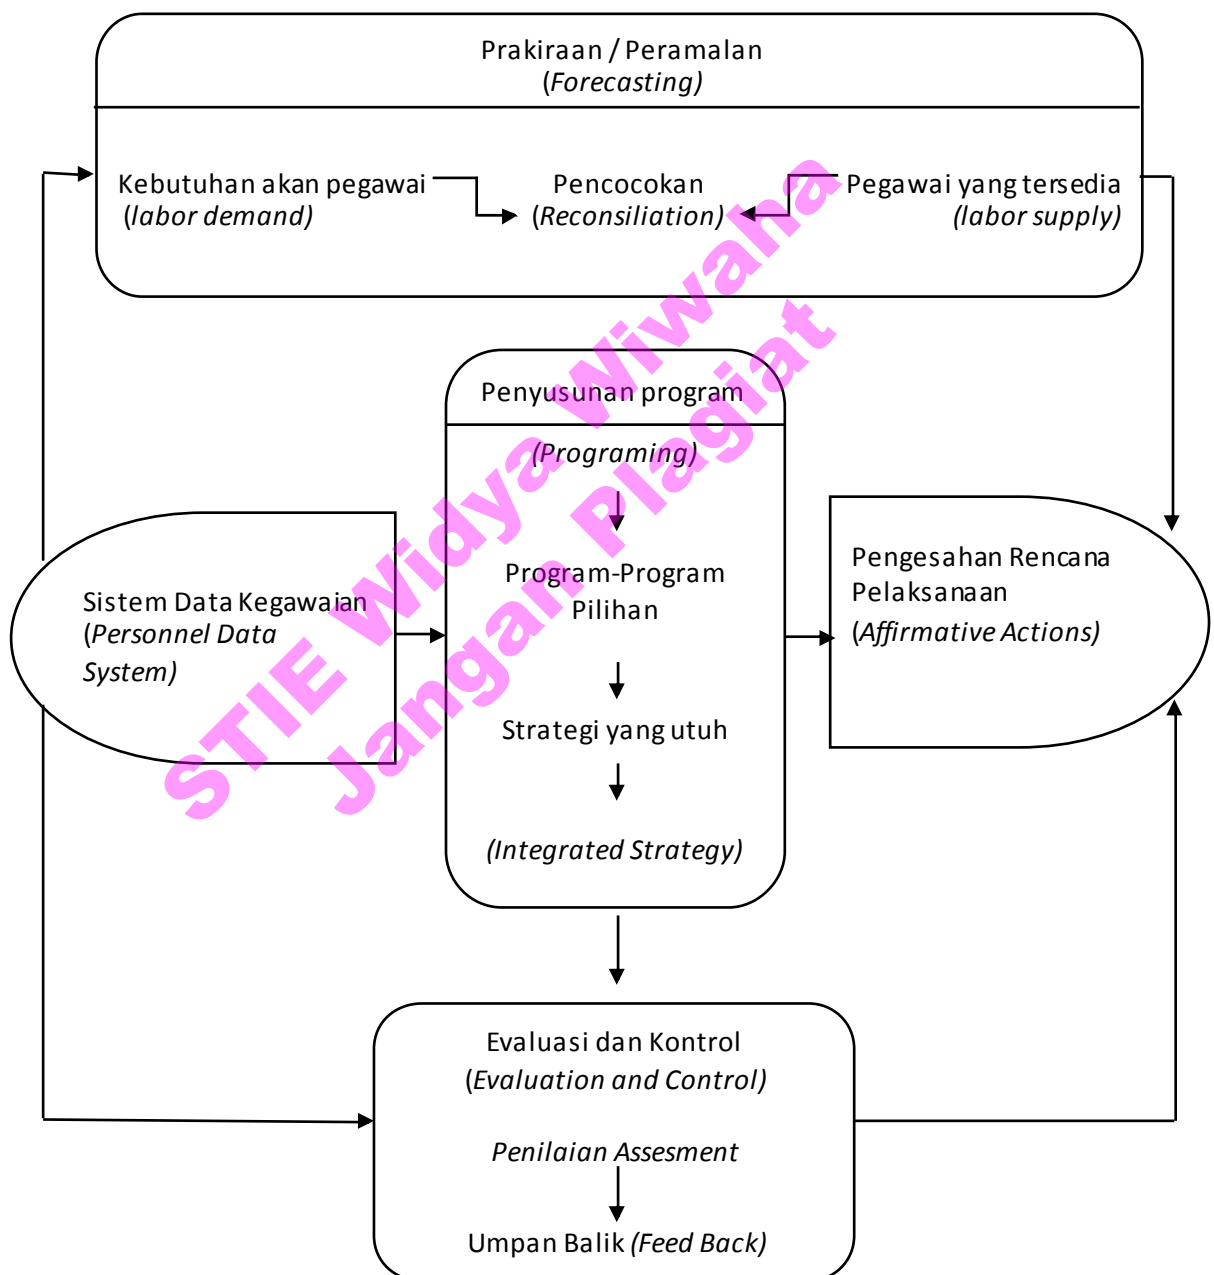 Prakiraan / Peramalan
(Forecasting)
Kebutuhan akan pegawai
(labor demand)
Pencocokan
(Reconsiliation)
Pegawai yang tersedia
(labor supply)
Penyusunan program
(Programing)
Program-Program
Pilihan
Strategi yang utuh
(Integrated Strategy)
Sistem Data Kegawaian
(Personnel Data
System)
Pengesahan Rencana
Pelaksanaan
(Affirmative Actions)
Evaluasi dan Kontrol
(Evaluation and Control)
Penilaian Assesment
Umpan Balik (Feed Back)
STIE Widya Wiwaha
Jangan Plagiat